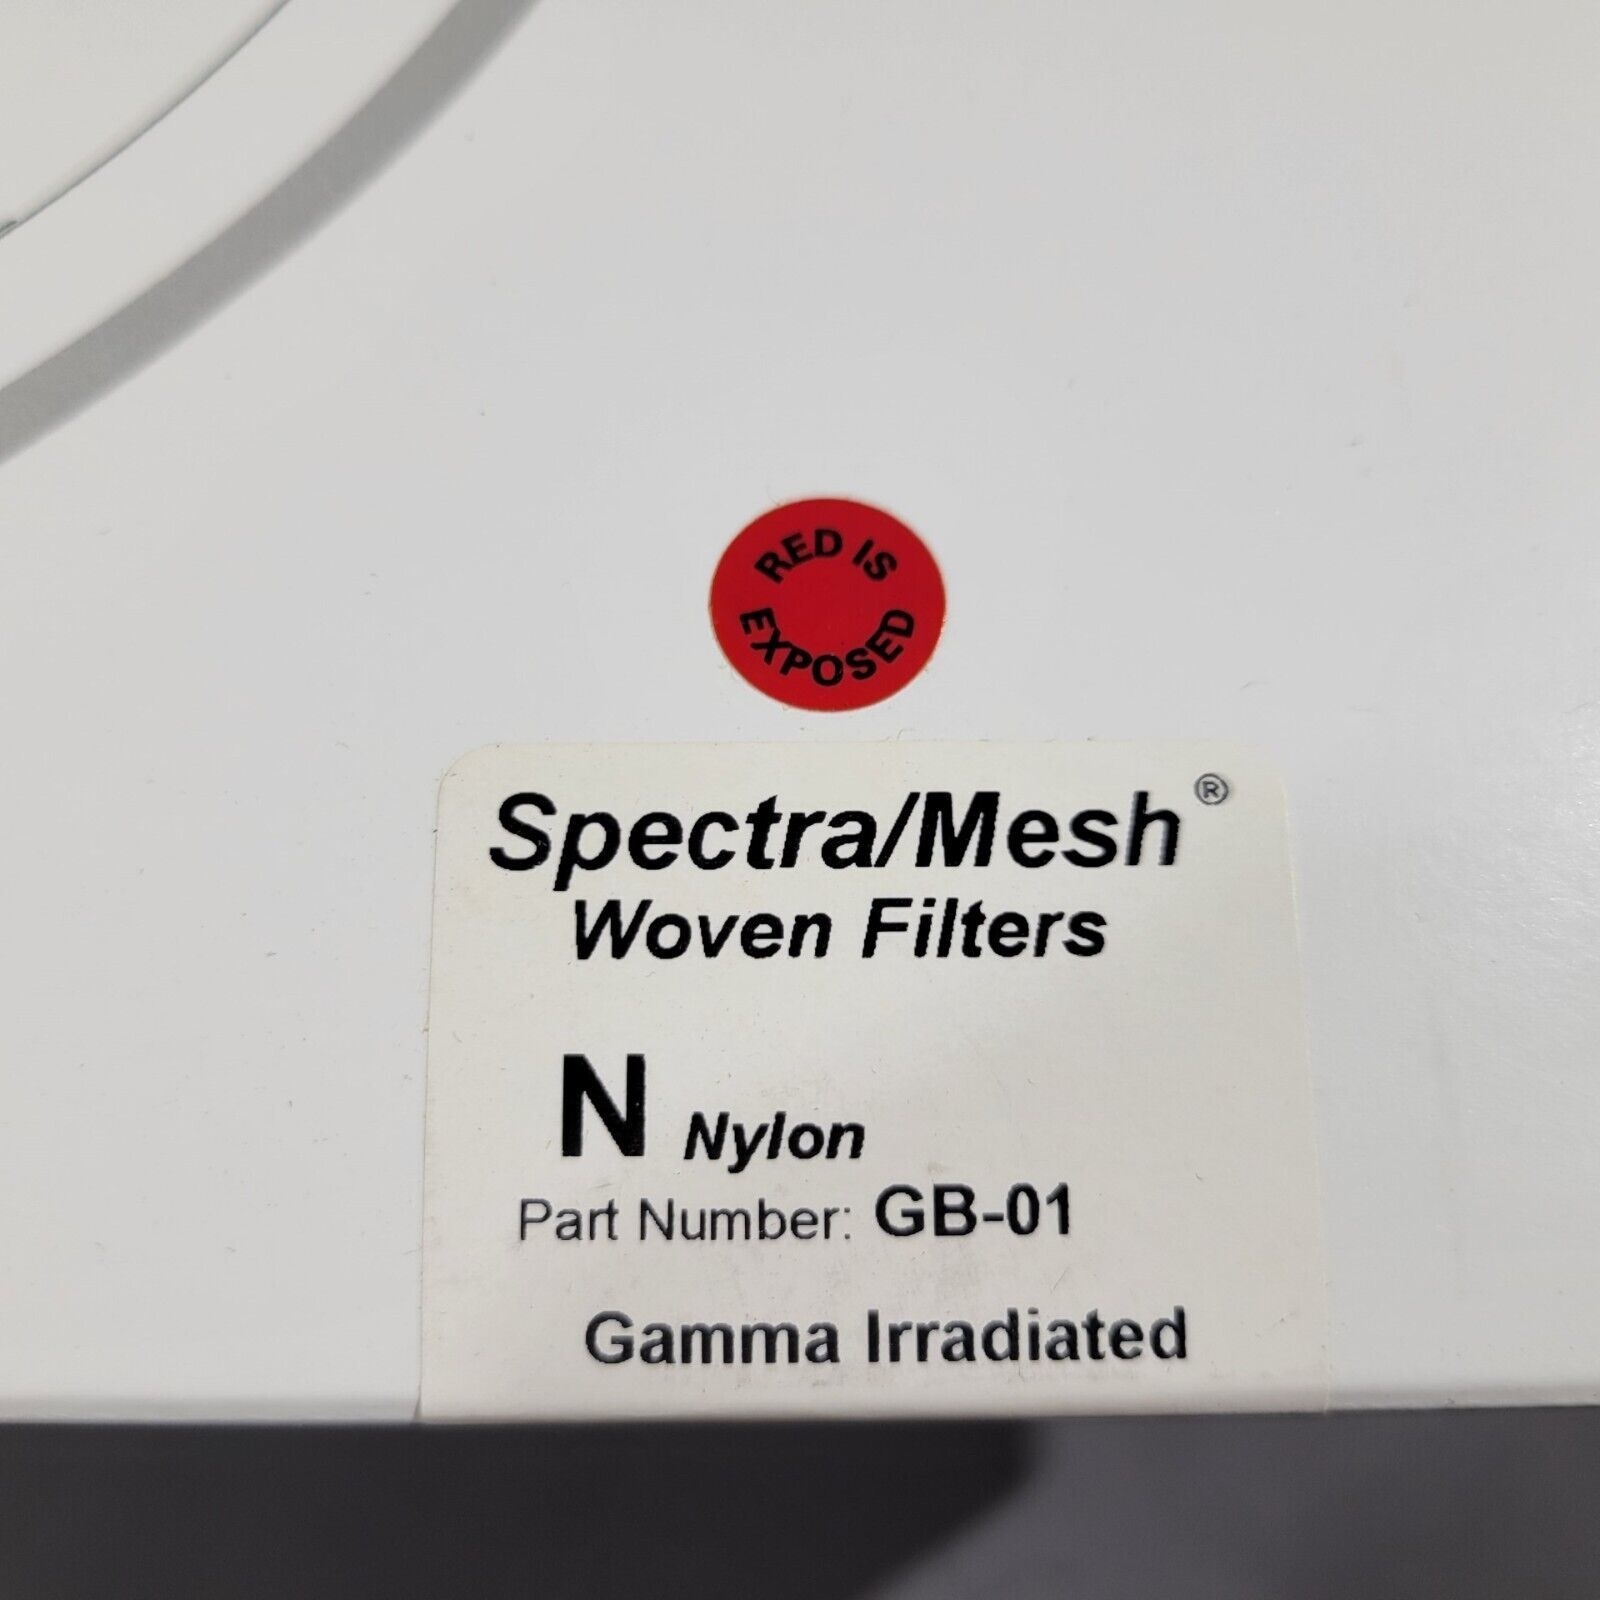 RED IS
EXPOSED
Spectra/Mesh®
Woven Filters
N Nylon
Part Number: GB-01
Gamma Irradiated